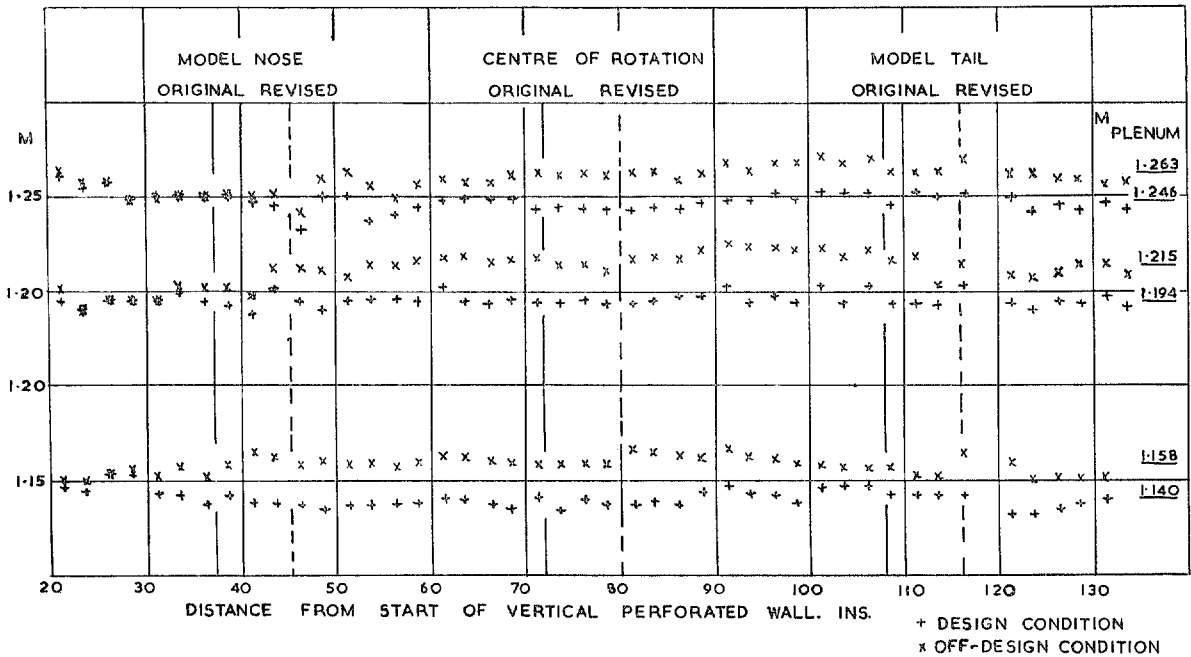 MODEL NOSE CENTRE OF ROTATION MODEL TAIL
ORIGINAL REVISED ORIGINAL REVISED ORIGINAL REVISED
M
M PLENUM
1·263
1·25
1·246
1·215
1·20
1·194
1·20
1·158
1·15
1·140
20 30 40 50 60 70 80 90 100 110 120 130
DISTANCE FROM START OF VERTICAL PERFORATED WALL. INS.
+ DESIGN CONDITION
x OFF-DESIGN CONDITION